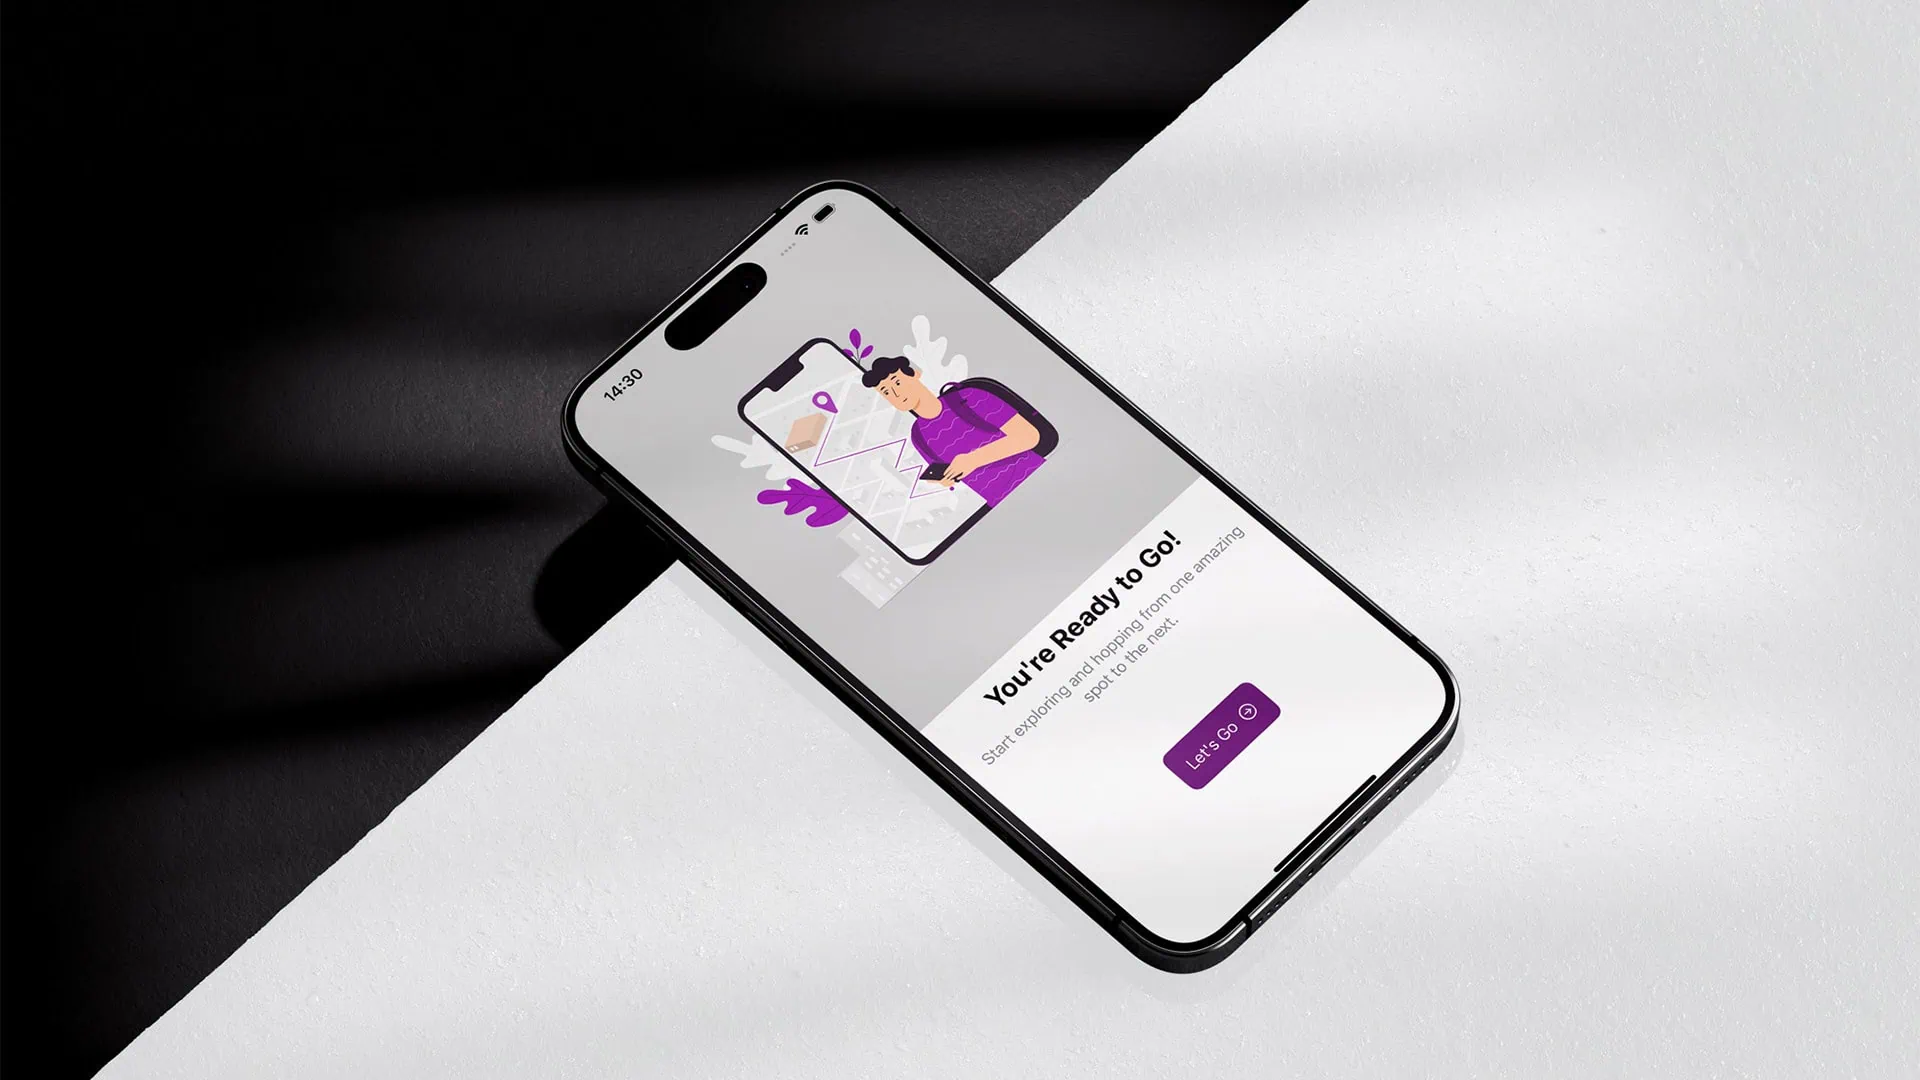 14:30
You're Ready to Go!
Start exploring and hopping from one amazing
spot to the next.
Let's Go